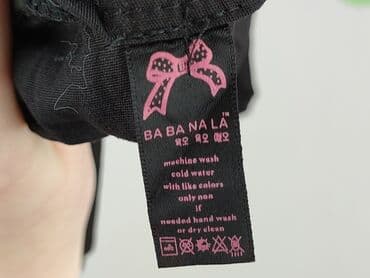 BA BA NA LÁ™
machine wash
cold water
with like colors
only non
if
needed hand wash
or dry clean